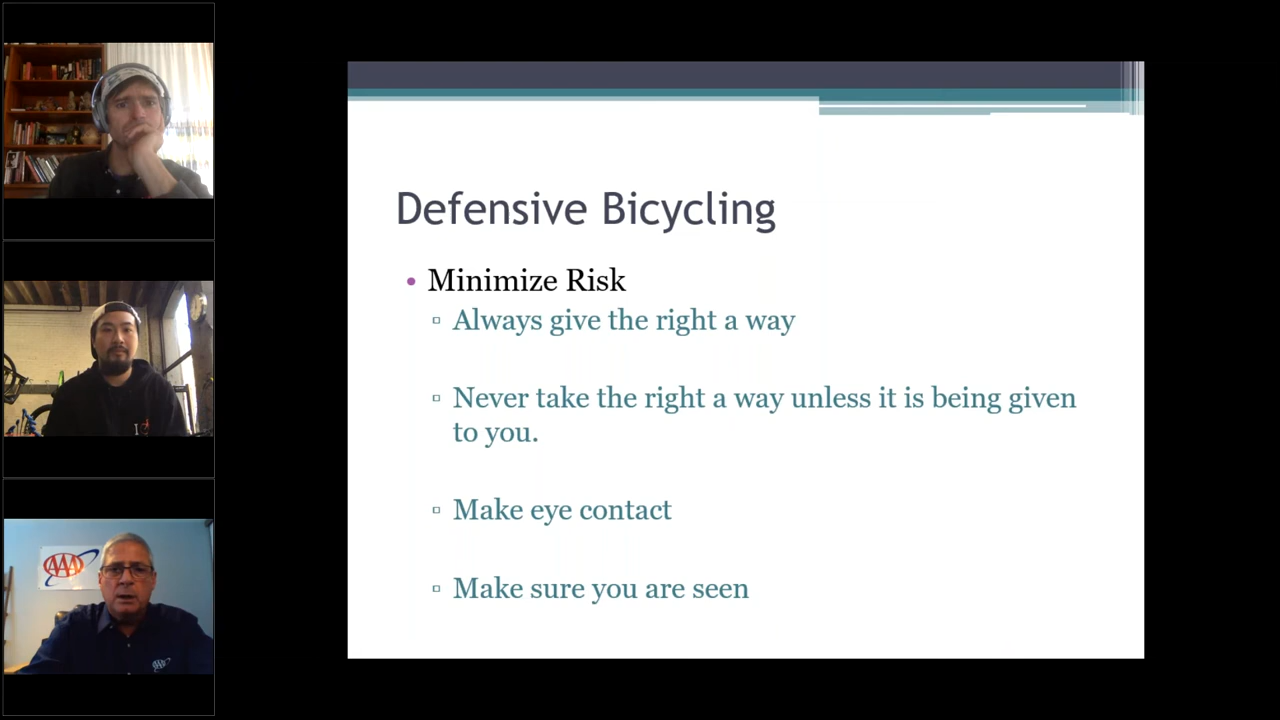 Defensive Bicycling
• Minimize Risk
▫ Always give the right a way
▫ Never take the right a way unless it is being given
to you.
▫ Make eye contact
▫ Make sure you are seen
AAA
AAA
I